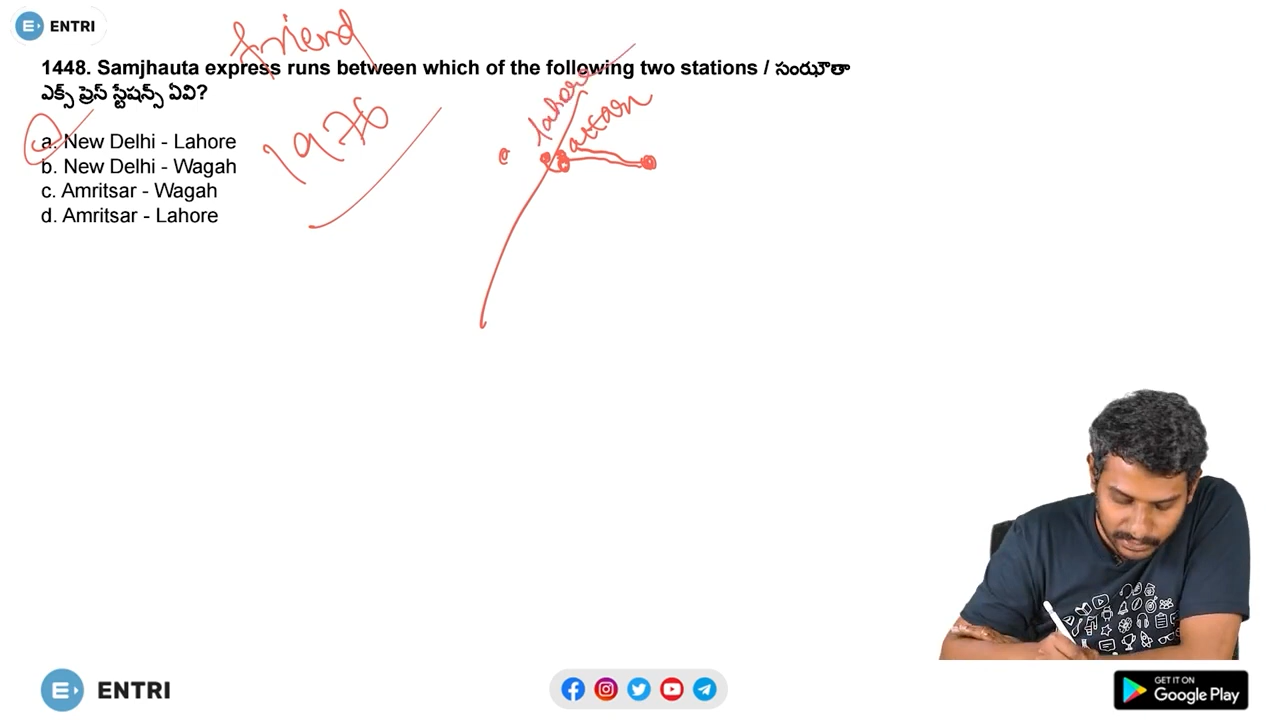 ENTRI
friend
1448. Samjhauta express runs between which of the following two stations / సంఝౌతా
ఎక్స్ ప్రెస్ స్టేషన్స్ ఏవి?
a. New Delhi - Lahore
b. New Delhi - Wagah
c. Amritsar - Wagah
d. Amritsar - Lahore
1976
lahore
attari
ENTRI
GET IT ON
Google Play